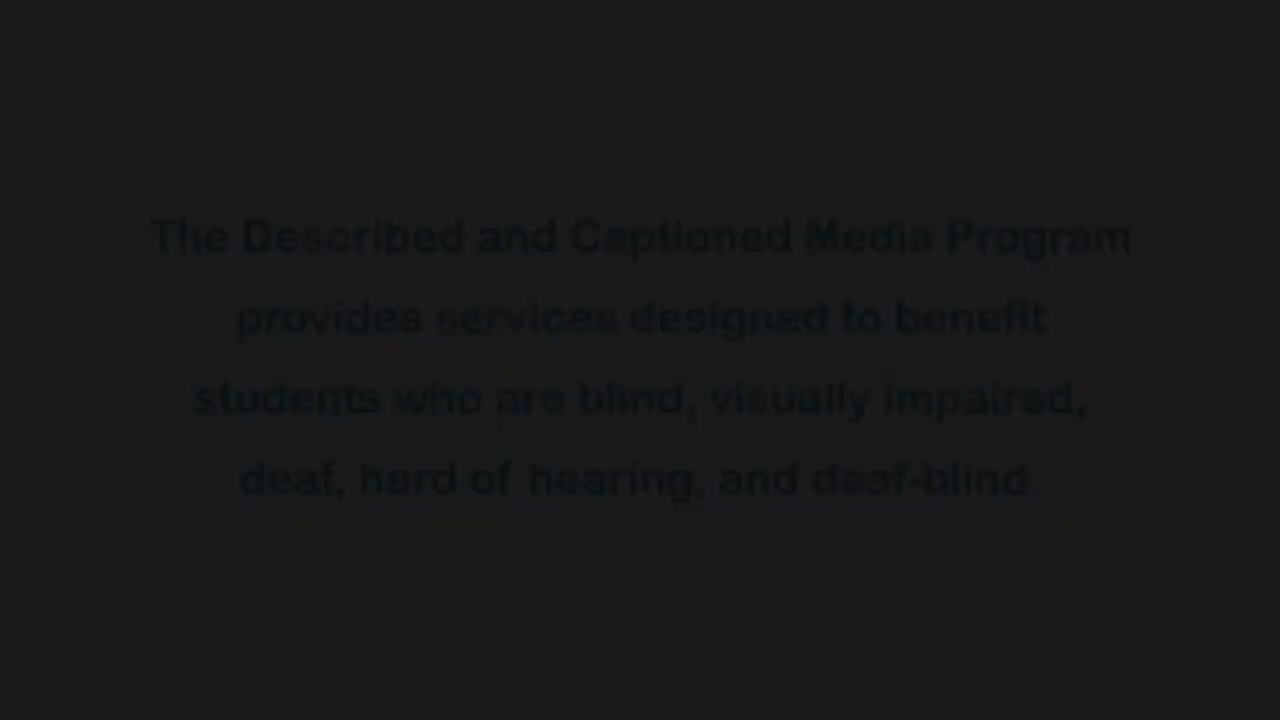 The Described and Captioned Media Program
provides services designed to benefit
students who are blind, visually impaired,
deaf, hard of hearing, and deaf-blind.